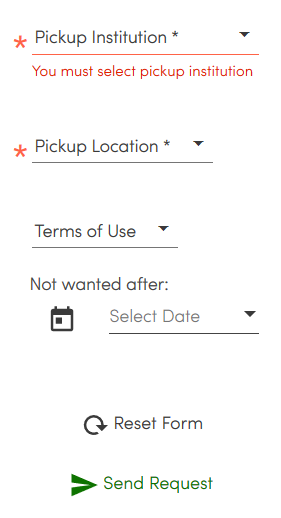 * Pickup Institution *
You must select pickup institution
* Pickup Location *
Terms of Use
Not wanted after:
Select Date
Reset Form
Send Request